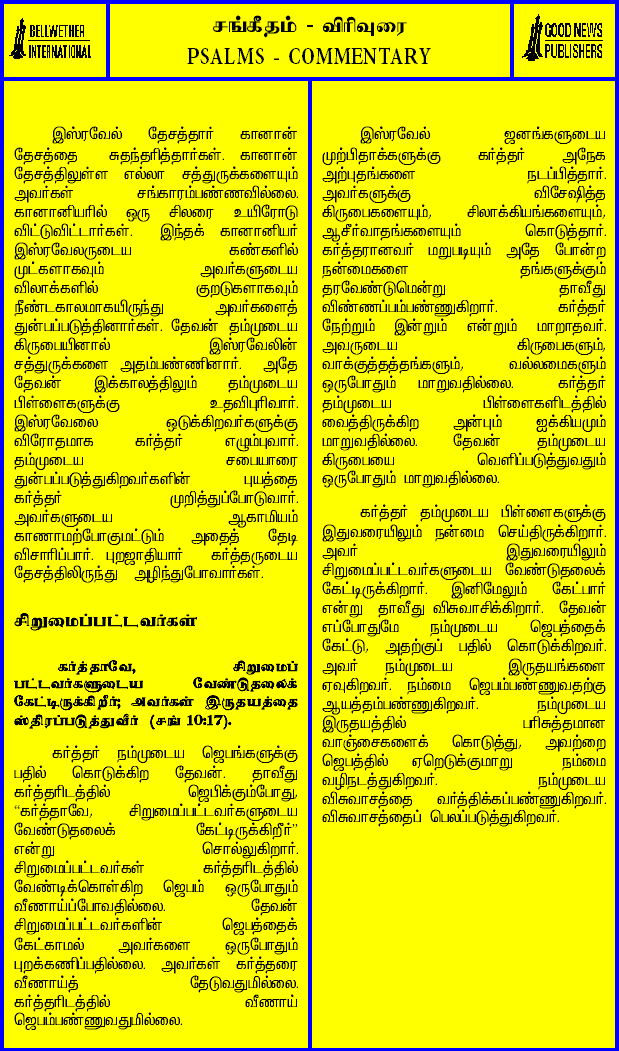 BELLWETHER
INTERNATIONAL
சங்கீதம் - விரிவுரை
PSALMS - COMMENTARY
GOOD NEWS
PUBLISHERS
இஸ்ரவேல் தேசத்தார் கானான்
தேசத்தை சுதந்தரித்தார்கள். கானான்
தேசத்திலுள்ள எல்லா சத்துருக்களையும்
அவர்கள் சங்காரம்பண்ணவில்லை.
கானானியரில் ஒரு சிலரை உயிரோடு
விட்டுவிட்டார்கள். இந்தக் கானானியர்
இஸ்ரவேலருடைய கண்களில்
முட்களாகவும் அவர்களுடைய
விலாக்களில் குறடுகளாகவும்
நீண்டகாலமாகயிருந்து அவர்களைத்
துன்பப்படுத்தினார்கள். தேவன் தம்முடைய
கிருபையினால் இஸ்ரவேலின்
சத்துருக்களை அதம்பண்ணினார். அதே
தேவன் இக்காலத்திலும் தம்முடைய
பிள்ளைகளுக்கு உதவிபுரிவார்.
இஸ்ரவேலை ஒடுக்கிறவர்களுக்கு
விரோதமாக கர்த்தர் எழும்புவார்.
தம்முடைய சபையாரை
துன்பப்படுத்துகிறவர்களின் புயத்தை
கர்த்தர் முறித்துப்போடுவார்.
அவர்களுடைய ஆகாமியம்
காணாமற்போகுமட்டும் அதைத் தேடி
விசாரிப்பார். புறஜாதியார் கர்த்தருடைய
தேசத்திலிருந்து அழிந்துபோவார்கள்.
சிறுமைப்பட்டவர்கள்
கர்த்தாவே, சிறுமைப்
பட்டவர்களுடைய வேண்டுதலைக்
கேட்டிருக்கிறீர்; அவர்கள் இருதயத்தை
ஸ்திரப்படுத்துவீர் (சங் 10:17).
கர்த்தர் நம்முடைய ஜெபங்களுக்கு
பதில் கொடுக்கிற தேவன். தாவீது
கர்த்தரிடத்தில் ஜெபிக்கும்போது,
"கர்த்தாவே, சிறுமைப்பட்டவர்களுடைய
வேண்டுதலைக் கேட்டிருக்கிறீர்"
என்று சொல்லுகிறார்.
சிறுமைப்பட்டவர்கள் கர்த்தரிடத்தில்
வேண்டிக்கொள்கிற ஜெபம் ஒருபோதும்
வீணாய்ப்போவதில்லை. தேவன்
சிறுமைப்பட்டவர்களின் ஜெபத்தைக்
கேட்காமல் அவர்களை ஒருபோதும்
புறக்கணிப்பதில்லை. அவர்கள் கர்த்தரை
வீணாய்த் தேடுவதுமில்லை.
கர்த்தரிடத்தில் வீணாய்
ஜெபம்பண்ணுவதுமில்லை.
இஸ்ரவேல் ஜனங்களுடைய
முற்பிதாக்களுக்கு கர்த்தர் அநேக
அற்புதங்களை நடப்பித்தார்.
அவர்களுக்கு விசேஷித்த
கிருபைகளையும், சிலாக்கியங்களையும்,
ஆசீர்வாதங்களையும் கொடுத்தார்.
கர்த்தரானவர் மறுபடியும் அதே போன்ற
நன்மைகளை தங்களுக்கும்
தரவேண்டுமென்று தாவீது
விண்ணப்பம்பண்ணுகிறார். கர்த்தர்
நேற்றும் இன்றும் என்றும் மாறாதவர்.
அவருடைய கிருபைகளும்,
வாக்குத்தத்தங்களும், வல்லமைகளும்
ஒருபோதும் மாறுவதில்லை. கர்த்தர்
தம்முடைய பிள்ளைகளிடத்தில்
வைத்திருக்கிற அன்பும் ஐக்கியமும்
மாறுவதில்லை. தேவன் தம்முடைய
கிருபையை வெளிப்படுத்துவதும்
ஒருபோதும் மாறுவதில்லை.
கர்த்தர் தம்முடைய பிள்ளைகளுக்கு
இதுவரையிலும் நன்மை செய்திருக்கிறார்.
அவர் இதுவரையிலும்
சிறுமைப்பட்டவர்களுடைய வேண்டுதலைக்
கேட்டிருக்கிறார். இனிமேலும் கேட்பார்
என்று தாவீது விசுவாசிக்கிறார். தேவன்
எப்போதுமே நம்முடைய ஜெபத்தைக்
கேட்டு, அதற்குப் பதில் கொடுக்கிறவர்.
அவர் நம்முடைய இருதயங்களை
ஏவுகிறவர். நம்மை ஜெபம்பண்ணுவதற்கு
ஆயத்தம்பண்ணுகிறவர். நம்முடைய
இருதயத்தில் பரிசுத்தமான
வாஞ்சைகளைக் கொடுத்து, அவற்றை
ஜெபத்தில் ஏறெடுக்குமாறு நம்மை
வழிநடத்துகிறவர். நம்முடைய
விசுவாசத்தை வர்த்திக்கப்பண்ணுகிறவர்.
விசுவாசத்தைப் பெலப்படுத்துகிறவர்.